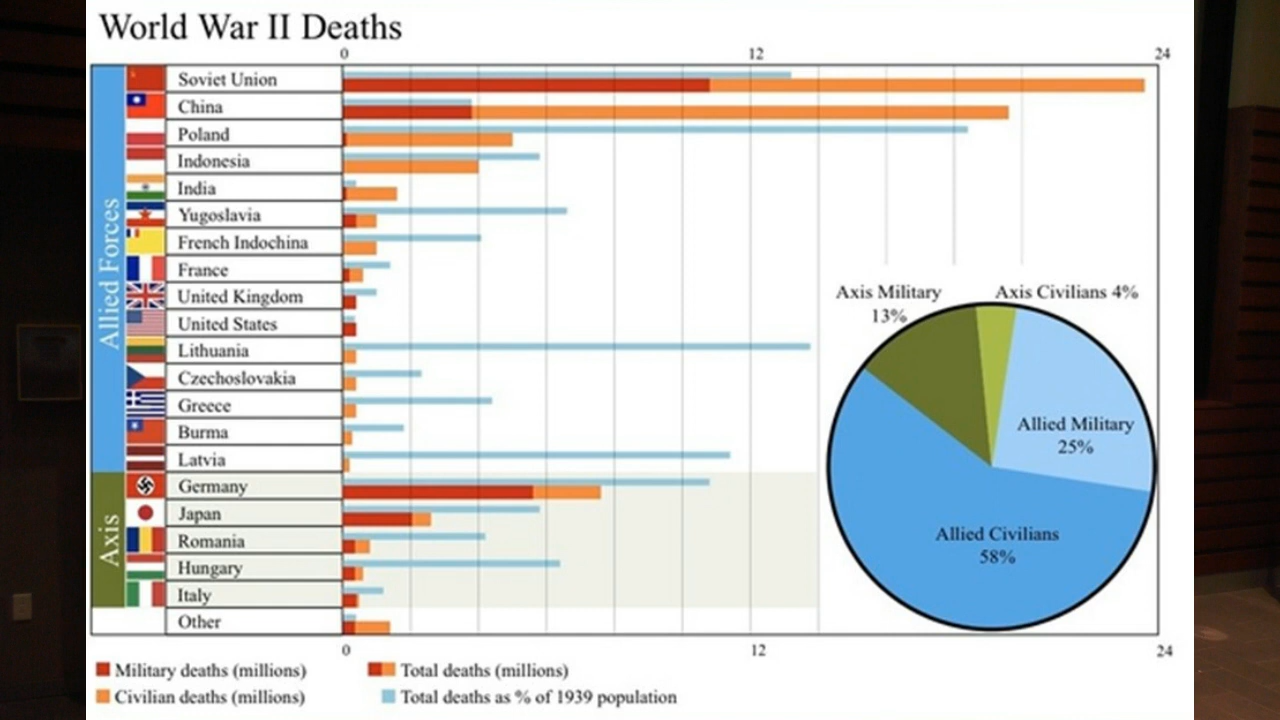 World War II Deaths
0 12 24
Allied Forces
Soviet Union
China
Poland
Indonesia
India
Yugoslavia
French Indochina
France
United Kingdom
United States
Lithuania
Czechoslovakia
Greece
Burma
Latvia
Axis
Germany
Japan
Romania
Hungary
Italy
Other
Axis Military
13%
Axis Civilians 4%
Allied Military
25%
Allied Civilians
58%
0 12 24
Military deaths (millions)
Total deaths (millions)
Civilian deaths (millions)
Total deaths as % of 1939 population